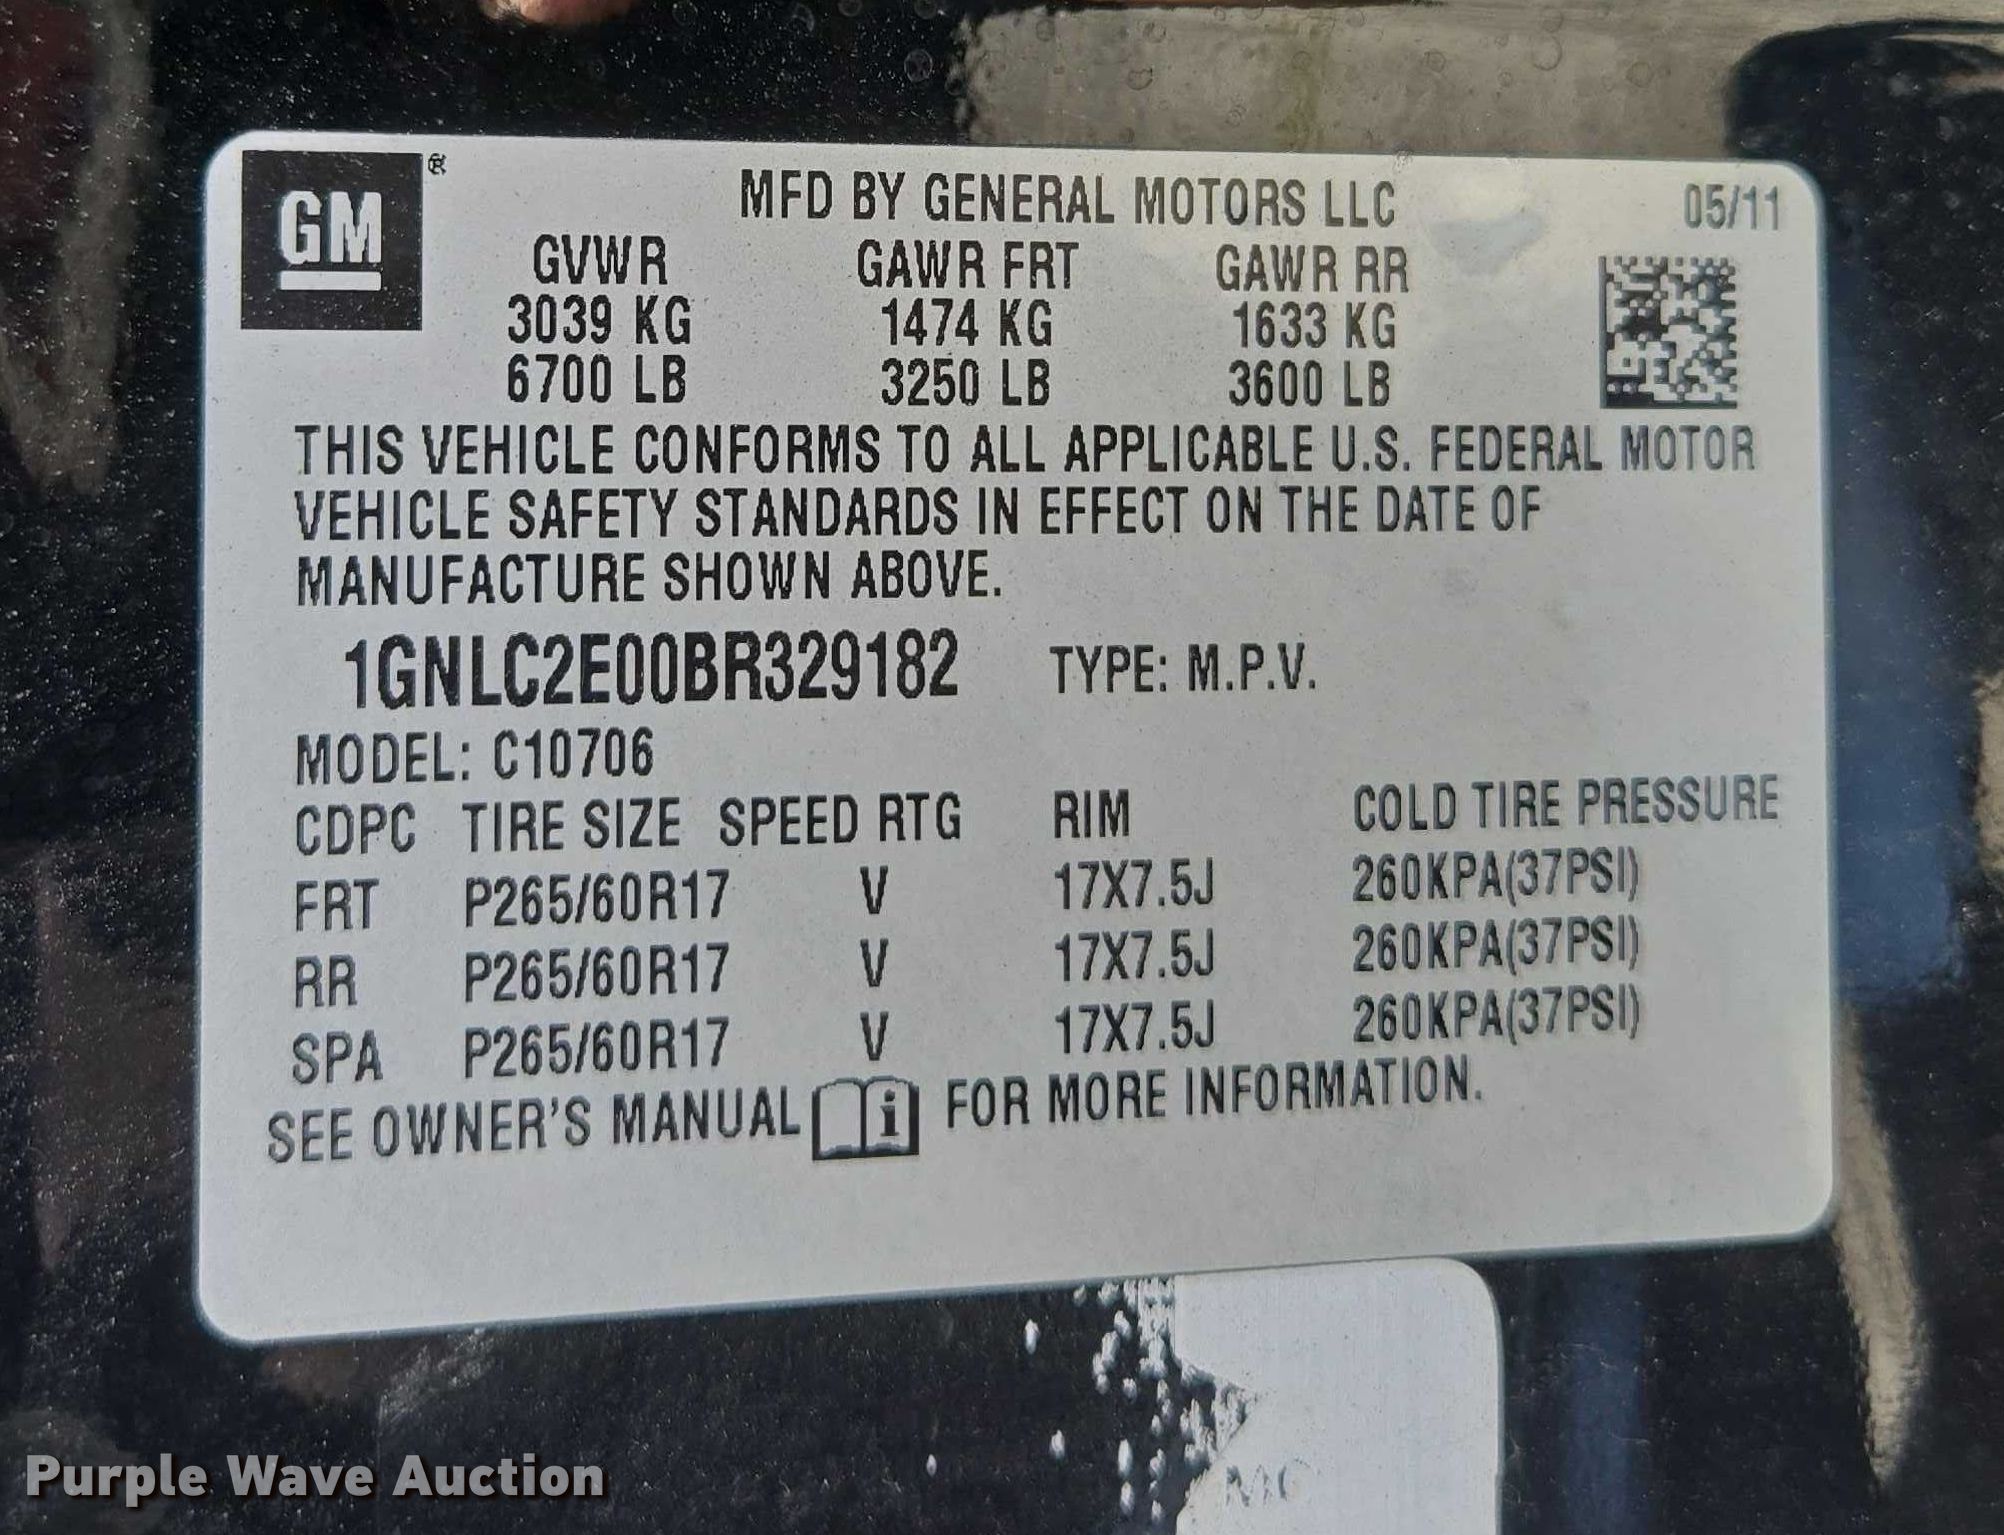 GM®
MFD BY GENERAL MOTORS LLC 05/11
GVWR GAWR FRT GAWR RR
3039 KG 1474 KG 1633 KG
6700 LB 3250 LB 3600 LB
THIS VEHICLE CONFORMS TO ALL APPLICABLE U.S. FEDERAL MOTOR
VEHICLE SAFETY STANDARDS IN EFFECT ON THE DATE OF
MANUFACTURE SHOWN ABOVE.
1GNLC2E00BR329182 TYPE: M.P.V.
MODEL: C10706
CDPC TIRE SIZE SPEED RTG RIM COLD TIRE PRESSURE
FRT P265/60R17 V 17X7.5J 260KPA(37PSI)
RR P265/60R17 V 17X7.5J 260KPA(37PSI)
SPA P265/60R17 V 17X7.5J 260KPA(37PSI)
SEE OWNER'S MANUAL i FOR MORE INFORMATION.
Purple Wave Auction